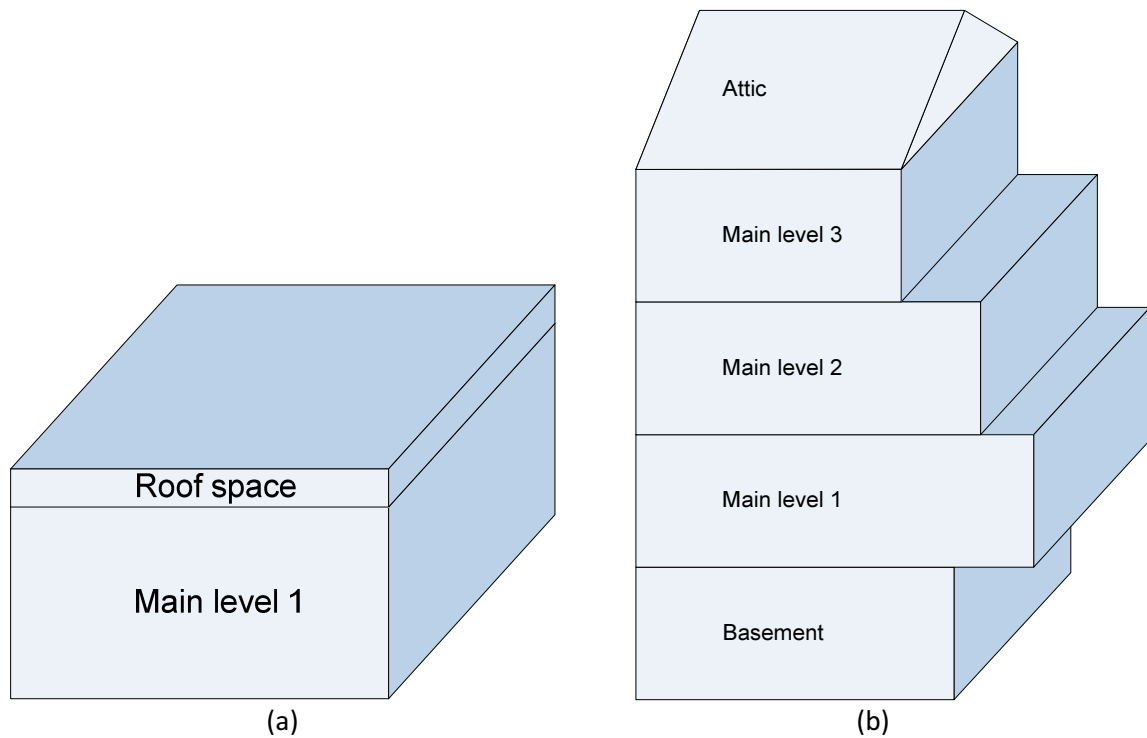 Roof space
Main level 1
(a)
Attic
Main level 3
Main level 2
Main level 1
Basement
(b)